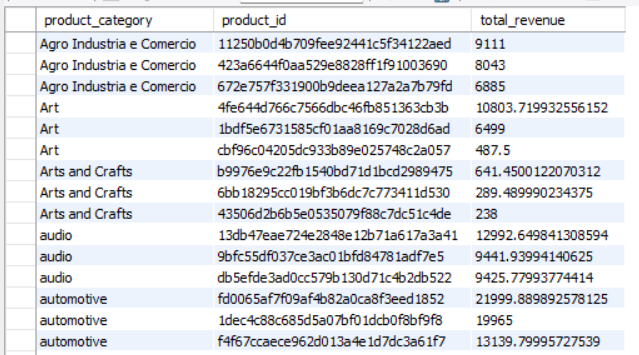 product_category product_id total_revenue
Agro Industria e Comercio 11250b0d4b709fee92441c5f34122aed 9111
Agro Industria e Comercio 423a6644f0aa529e8828ff1f91003690 8043
Agro Industria e Comercio 672e757f331900b9deea127a2a7b79fd 6885
Art 4fe644d766c7566dbc46fb851363cb3b 10803.719932556152
Art 1bdf5e6731585cf01aa8169c7028d6ad 6499
Art cbf96c04205dc933b89e025748c2a057 487.5
Arts and Crafts b9976e9c22fb1540bd71d1bcd2989475 641.4500122070312
Arts and Crafts 6bb18295cc019bf3b6dc7c773411d530 289.489990234375
Arts and Crafts 43506d2b6b5e0535079f88c7dc51c4de 238
audio 13db47eae724e2848e12b71a617a3a41 12992.649841308594
audio 9bfc55df037ce3ac01bfd84781adf7e5 9441.93994140625
audio db5efde3ad0cc579b130d71c4b2db522 9425.77993774414
automotive fd0065af7f09af4b82a0ca8f3eed1852 21999.889892578125
automotive 1dec4c88c685d5a07bf01dcb0f8bf9f8 19965
automotive f4f67ccaece962d013a4e1d7dc3a61f7 13139.79995727539